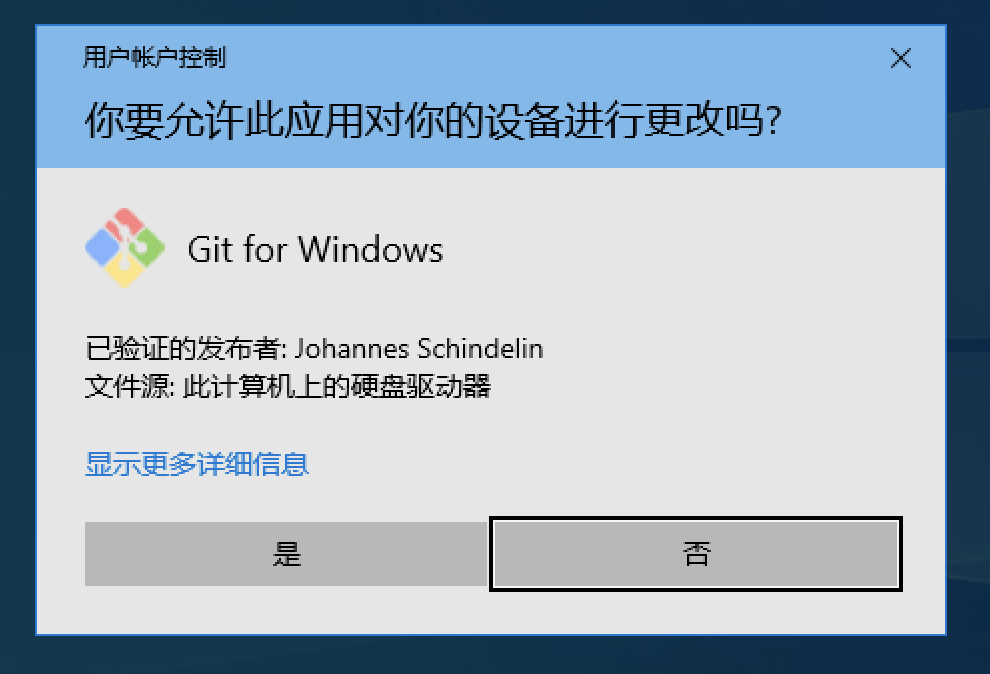 用户帐户控制
你要允许此应用对你的设备进行更改吗?
Git for Windows
已验证的发布者: Johannes Schindelin
文件源: 此计算机上的硬盘驱动器
显示更多详细信息
是
否